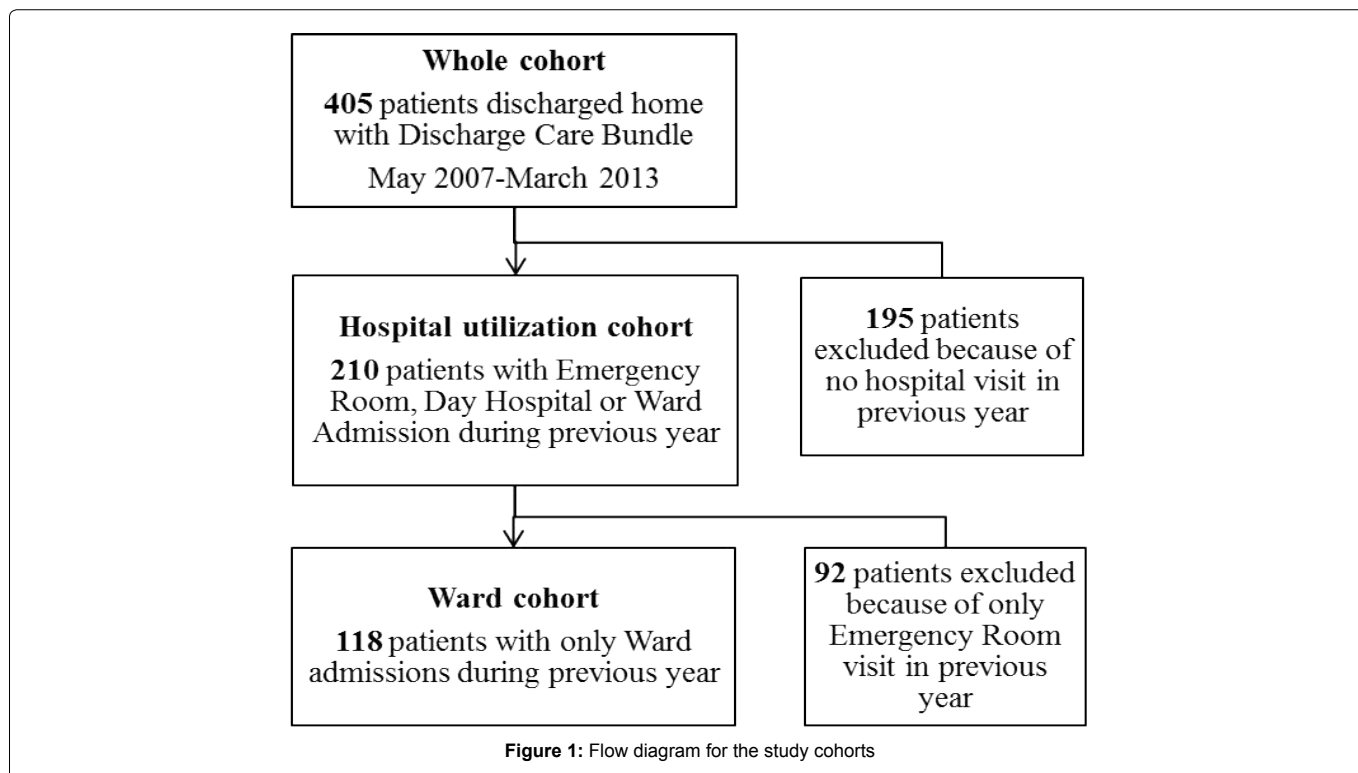 Whole cohort
405 patients discharged home
with Discharge Care Bundle
May 2007-March 2013
Hospital utilization cohort
210 patients with Emergency
Room, Day Hospital or Ward
Admission during previous year
195 patients
excluded because of
no hospital visit in
previous year
Ward cohort
118 patients with only Ward
admissions during previous year
92 patients excluded
because of only
Emergency Room
visit in previous
year
Figure 1: Flow diagram for the study cohorts